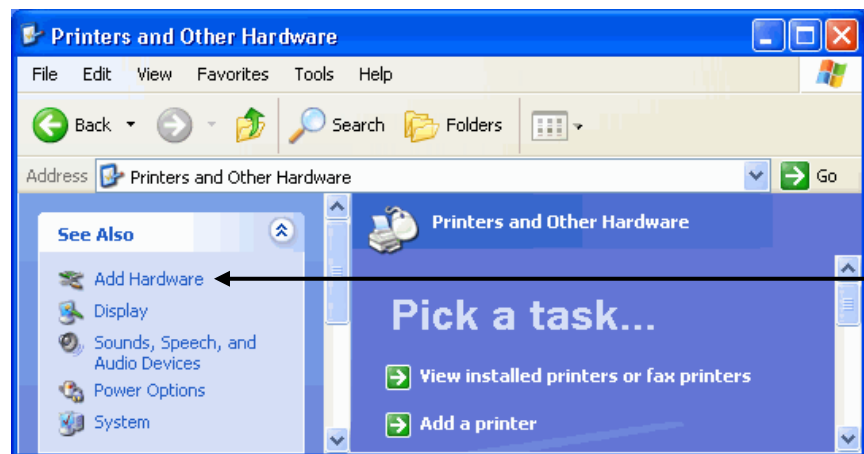 Printers and Other Hardware
File Edit View Favorites Tools Help
Back Search Folders
Address Printers and Other Hardware Go
See Also
Add Hardware
Display
Sounds, Speech, and
Audio Devices
Power Options
System
Printers and Other Hardware
Pick a task...
View installed printers or fax printers
Add a printer